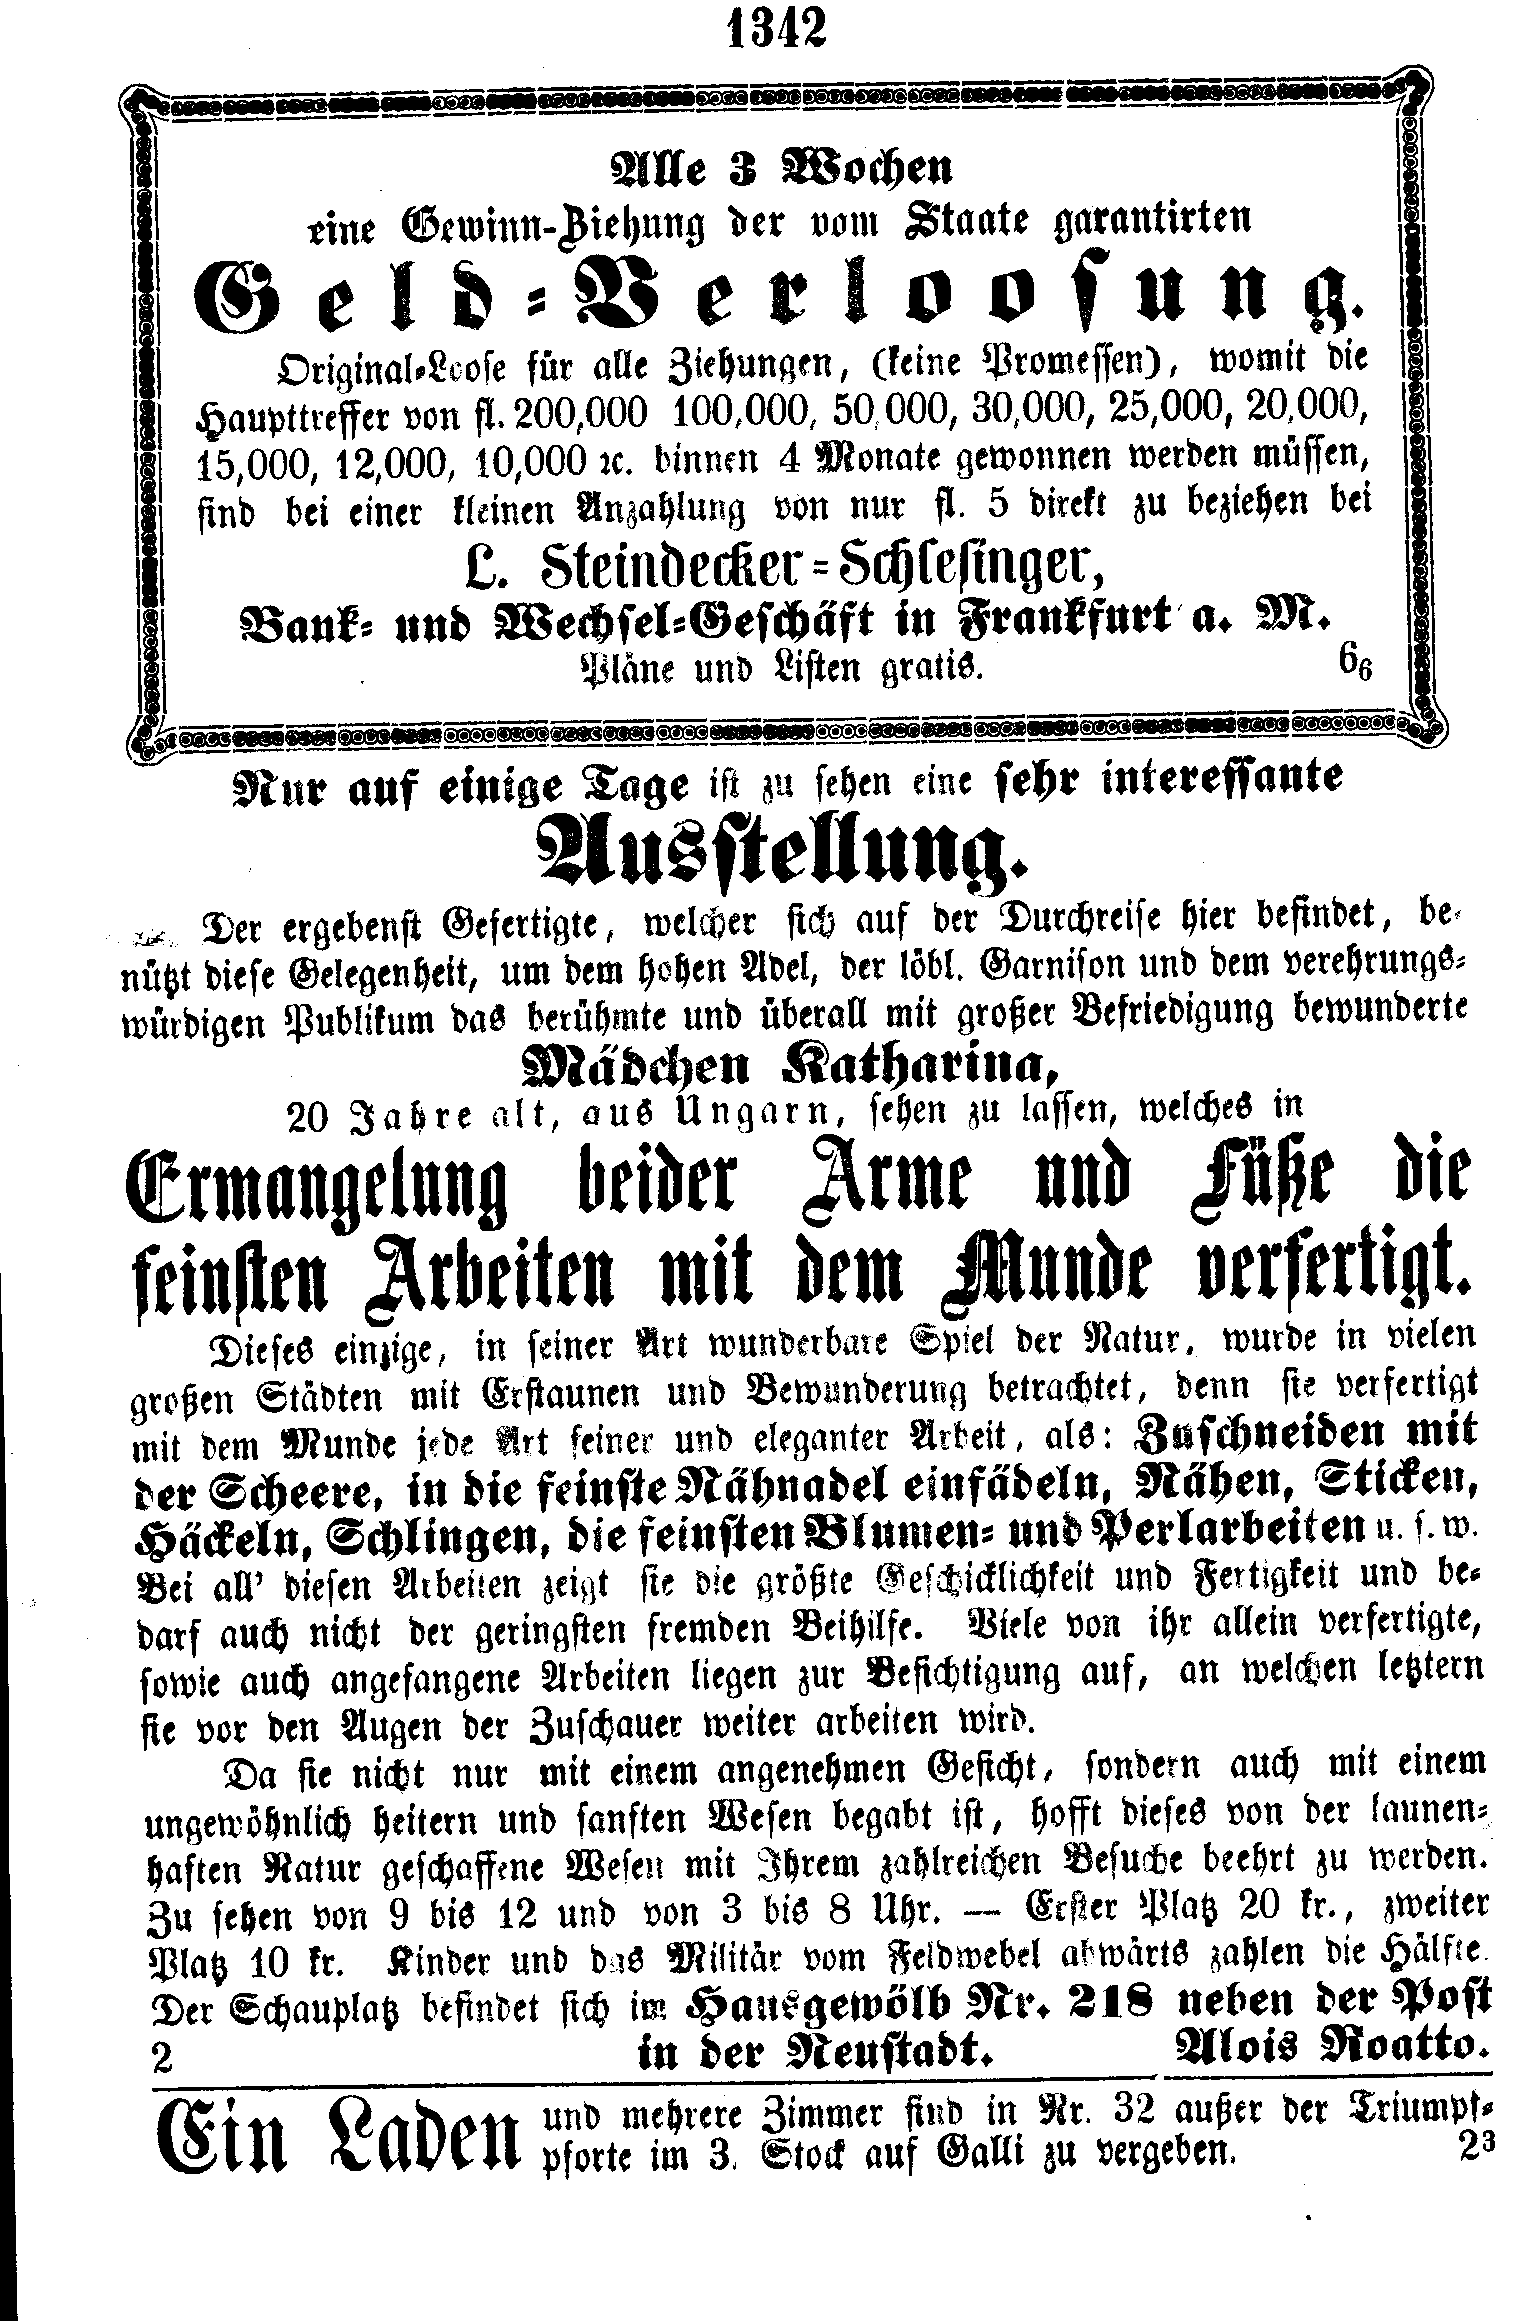 1342
Alle 3 Wochen
eine Gewinn-Ziehung der vom Staate garantirten
Geld-Verloosung.
Original-Loose für alle Ziehungen, (keine Promessen), womit die
Haupttreffer von fl. 200,000 100,000, 50,000, 30,000, 25,000, 20,000,
15,000, 12,000, 10,000 ꝛc. binnen 4 Monate gewonnen werden müssen,
sind bei einer kleinen Anzahlung von nur fl. 5 direkt zu beziehen bei
L. Steindecker-Schlesinger,
Bank- und Wechsel-Geschäft in Frankfurt a. M.
Pläne und Listen gratis. 6₆
Nur auf einige Tage ist zu sehen eine sehr interessante
Ausstellung.
Der ergebenst Gefertigte, welcher sich auf der Durchreise hier befindet, be-
nützt diese Gelegenheit, um dem hohen Adel, der löbl. Garnison und dem verehrungs-
würdigen Publikum das berühmte und überall mit großer Befriedigung bewunderte
Mädchen Katharina,
20 Jahre alt, aus Ungarn, sehen zu lassen, welches in
Ermangelung beider Arme und Füße die
feinsten Arbeiten mit dem Munde verfertigt.
Dieses einzige, in seiner Art wunderbare Spiel der Natur, wurde in vielen
großen Städten mit Erstaunen und Bewunderung betrachtet, denn sie verfertigt
mit dem Munde jede Art feiner und eleganter Arbeit, als: Zuschneiden mit
der Scheere, in die feinste Nähnadel einfädeln, Nähen, Sticken,
Häckeln, Schlingen, die feinsten Blumen- und Perlarbeiten u. s. w.
Bei all' diesen Arbeiten zeigt sie die größte Geschicklichkeit und Fertigkeit und be-
darf auch nicht der geringsten fremden Beihilfe. Viele von ihr allein verfertigte,
sowie auch angefangene Arbeiten liegen zur Besichtigung auf, an welchen letztern
sie vor den Augen der Zuschauer weiter arbeiten wird.
Da sie nicht nur mit einem angenehmen Gesicht, sondern auch mit einem
ungewöhnlich heitern und sanften Wesen begabt ist, hofft dieses von der launen-
haften Natur geschaffene Wesen mit Ihrem zahlreichen Besuche beehrt zu werden.
Zu sehen von 9 bis 12 und von 3 bis 8 Uhr. — Erster Platz 20 kr., zweiter
Platz 10 kr. Kinder und das Militär vom Feldwebel abwärts zahlen die Hälfte.
Der Schauplatz befindet sich im Hausgewölb Nr. 218 neben der Post
2 in der Neustadt. Alois Roatto.
Ein Laden und mehrere Zimmer sind in Nr. 32 außer der Triumpf-
pforte im 3. Stock auf Galli zu vergeben. 2³